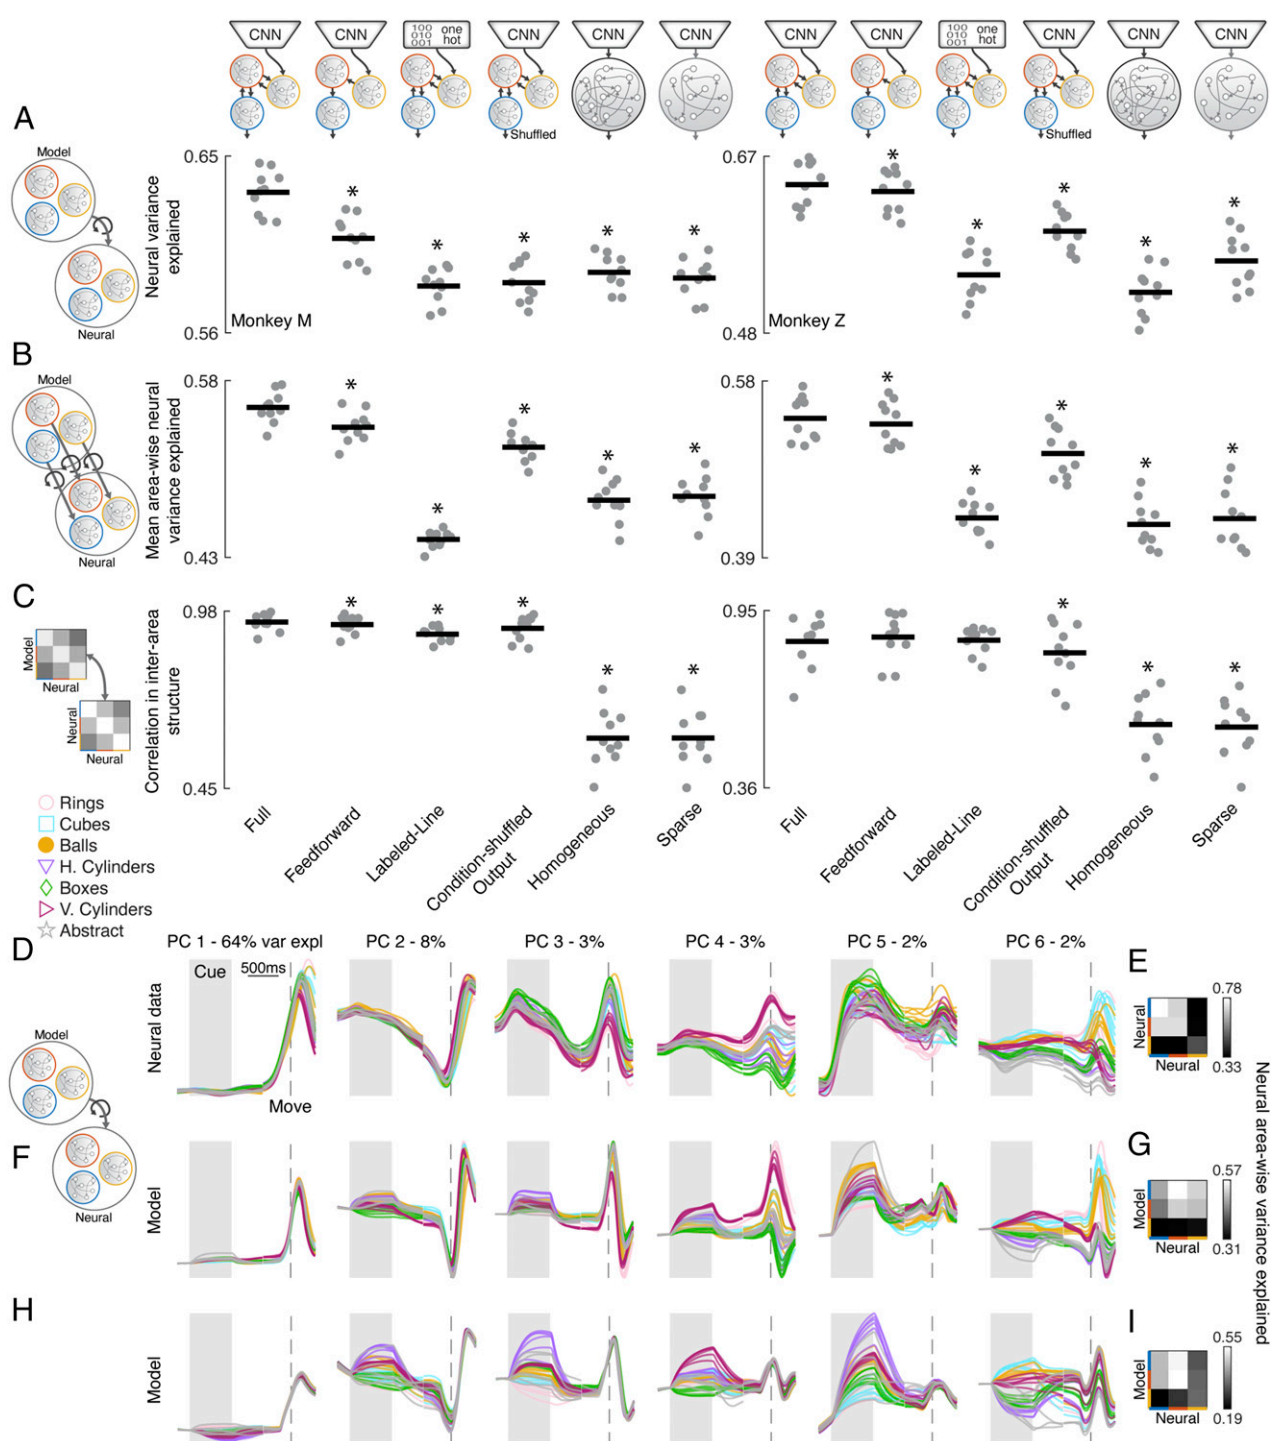 CNN CNN 100 010 001 one hot CNN CNN CNN CNN CNN 100 010 001 one hot CNN CNN CNN
Shuffled Shuffled
A
Model
Neural
Neural variance explained
0.65
0.56
Monkey M
* * * * *
0.67
0.48
Monkey Z
* * * * *
B
Model
Neural
Mean area-wise neural variance explained
0.58
0.43
* * * * *
0.58
0.39
* * * * *
C
Model
Neural
Neural
Neural
Correlation in inter-area structure
0.98
0.45
* * * * *
0.95
0.36
* * *
Full
Feedforward
Labeled-Line
Condition-shuffled
Output
Homogeneous
Sparse
Full
Feedforward
Labeled-Line
Condition-shuffled
Output
Homogeneous
Sparse
Rings
Cubes
Balls
H. Cylinders
Boxes
V. Cylinders
Abstract
D
PC 1 - 64% var expl PC 2 - 8% PC 3 - 3% PC 4 - 3% PC 5 - 2% PC 6 - 2%
Cue 500ms
Neural data
Move
Model
Neural
E
Neural
Neural
0.78
0.33
F
Model
G
Model
Neural
0.57
0.31
H
Model
I
Model
Neural
0.55
0.19
Neural area-wise variance explained